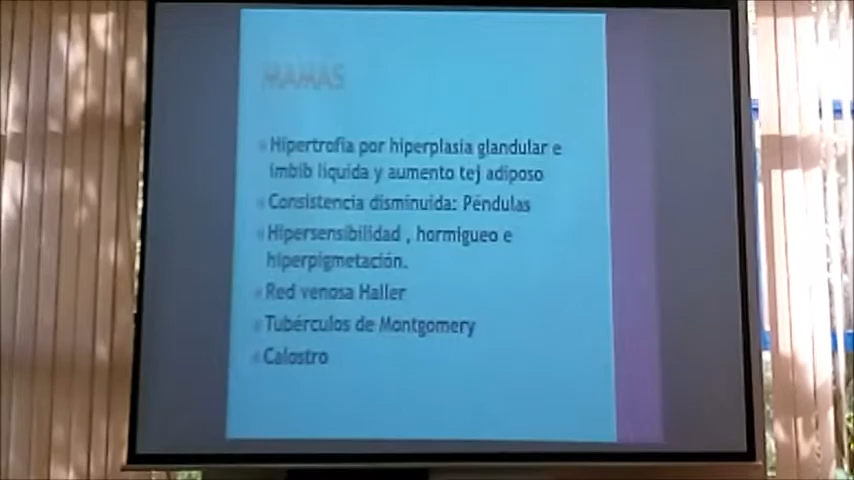 MAMAS
Hipertrofia por hiperplasia glandular e
imbib liquida y aumento tej adiposo
Consistencia disminuida: Péndulas
Hipersensibilidad , hormigueo e
hiperpigmetación.
Red venosa Haller
Tubérculos de Montgomery
Calostro